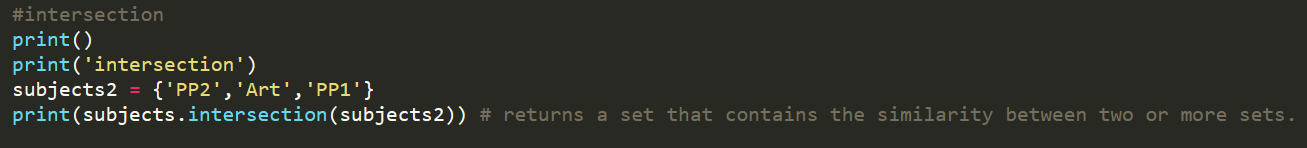 #intersection
print()
print('intersection')
subjects2 = {'PP2','Art','PP1'}
print(subjects.intersection(subjects2)) # returns a set that contains the similarity between two or more sets.